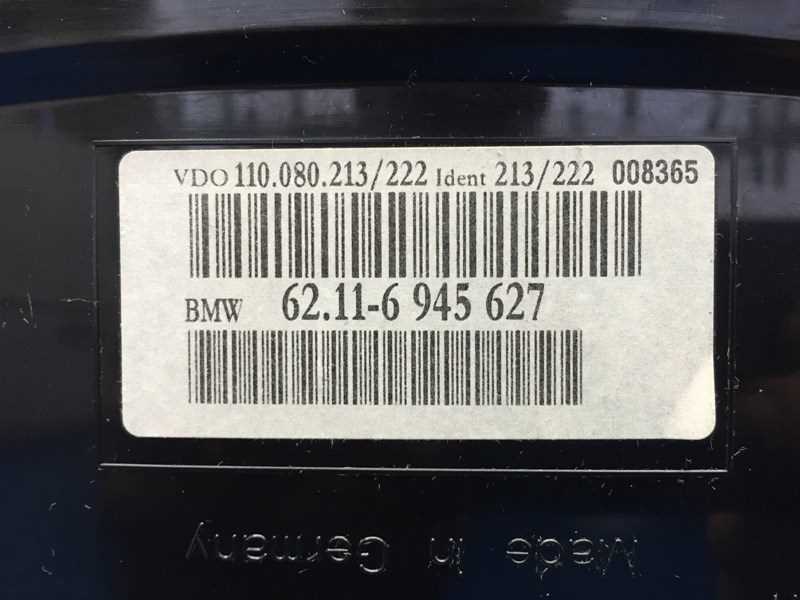 VDO 110.080.213/222 Ident 213/222 008365
BMW 62.11-6 945 627
Made in Germany